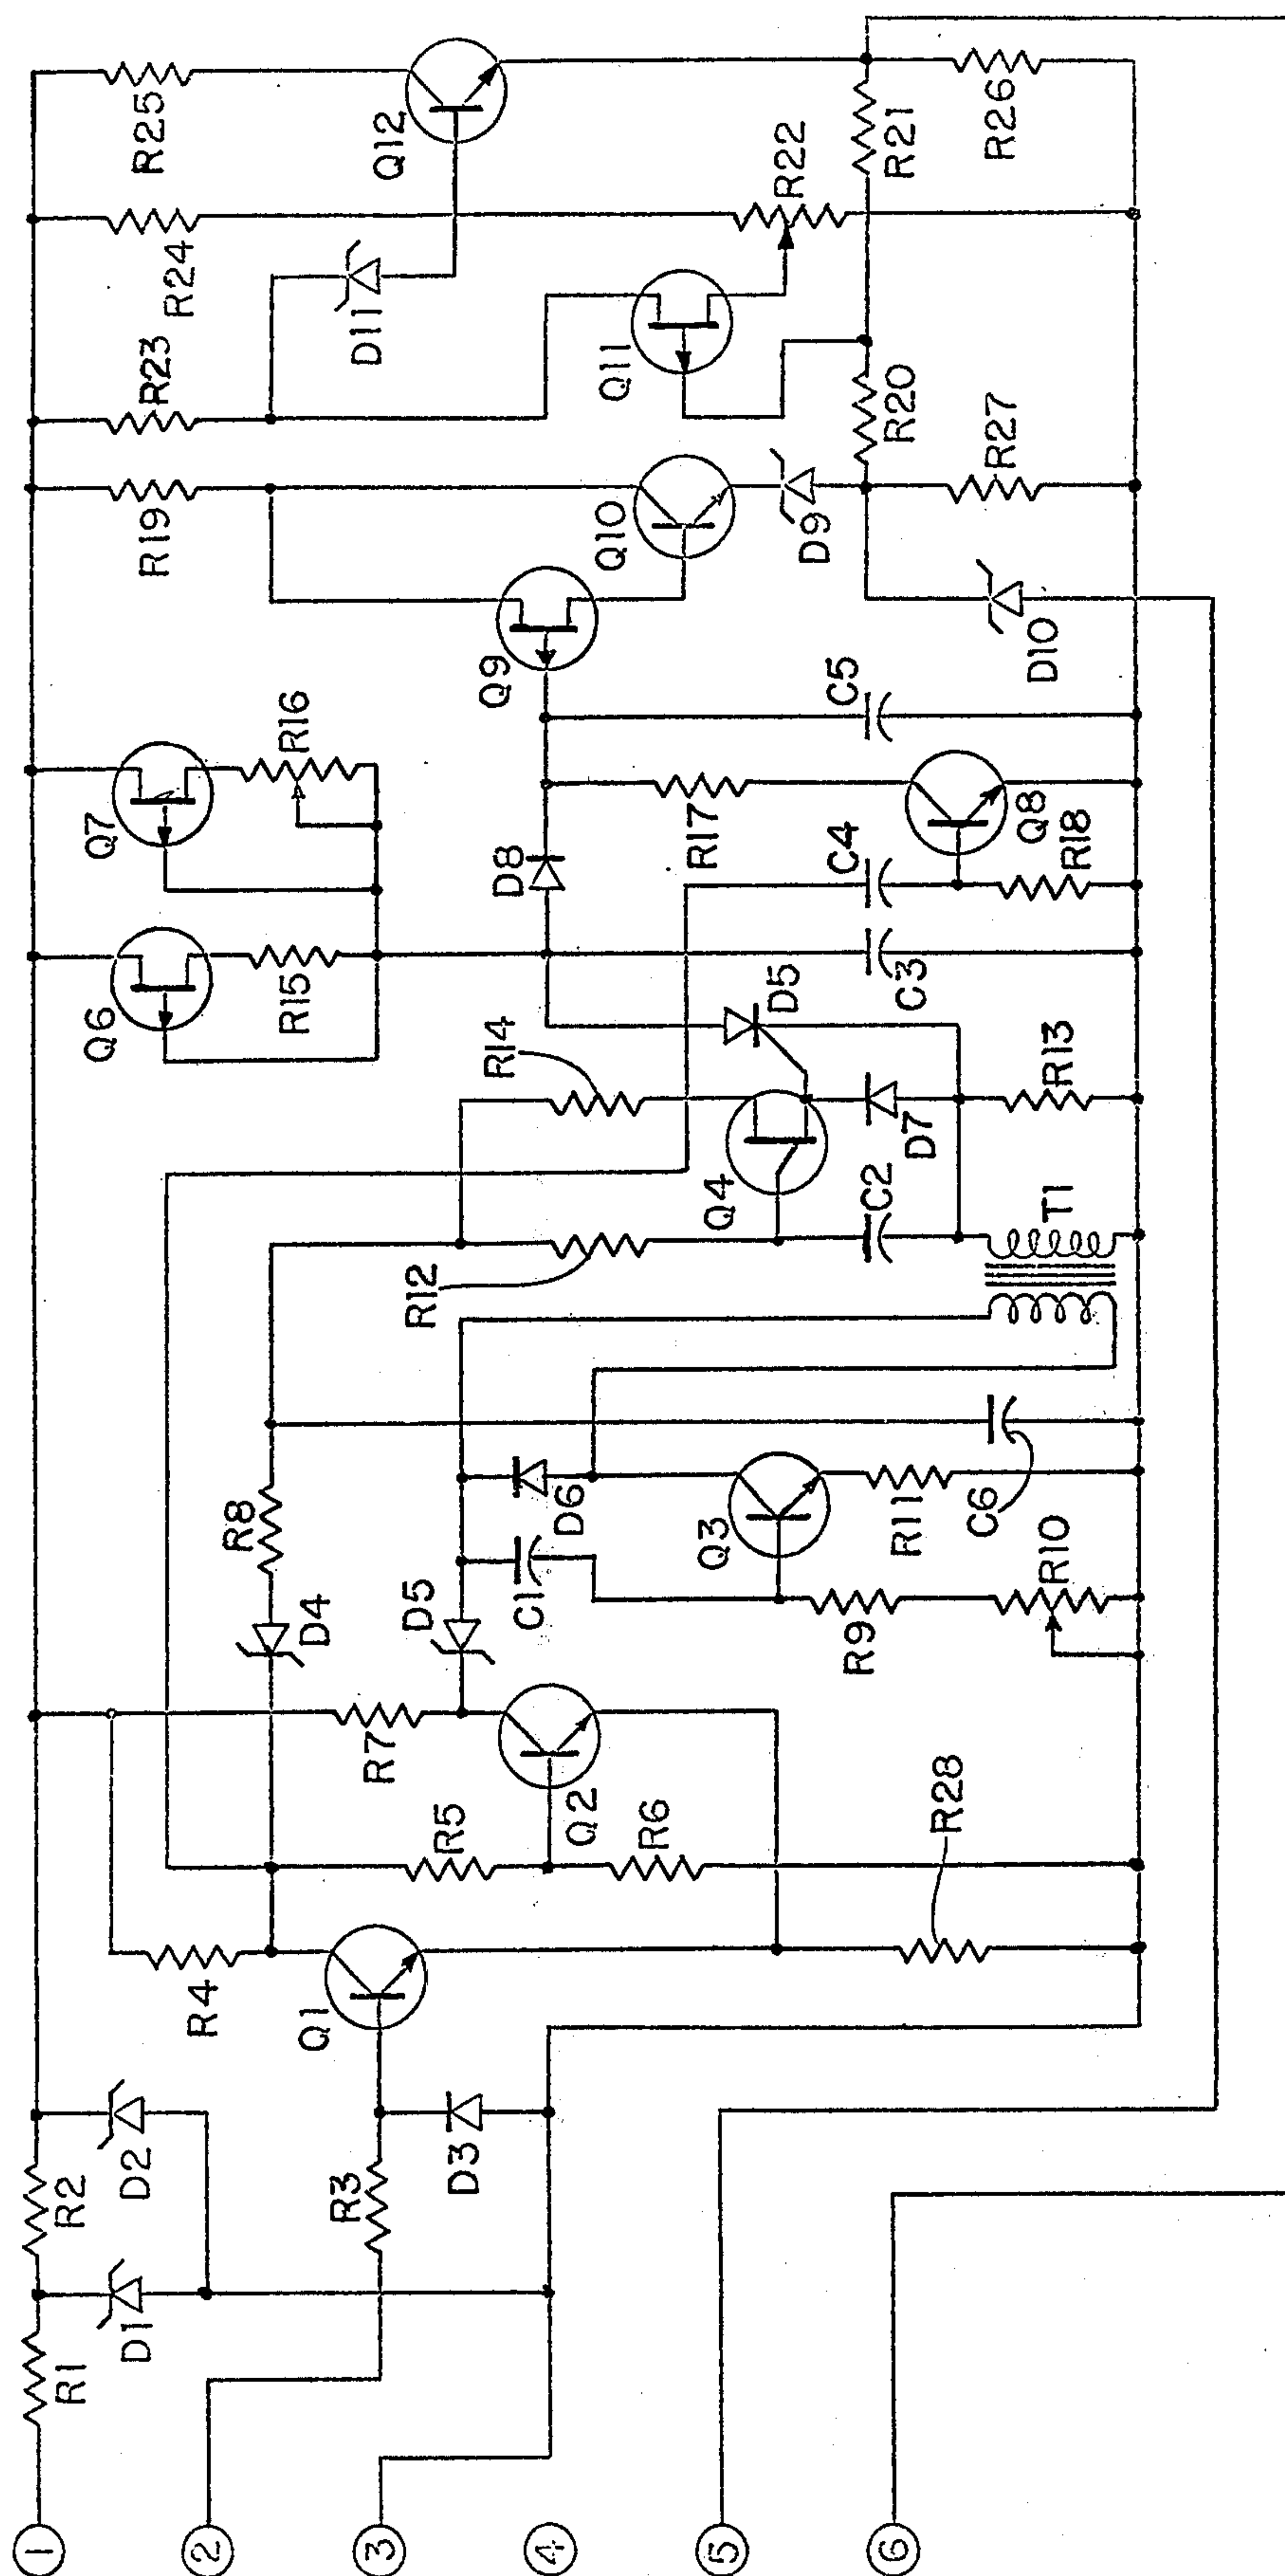 1
2
3
4
5
6
R1
R2
D1
D2
R3
D3
Q1
R4
R5
R6
R28
Q2
R7
D4
R8
D5
C1
D6
Q3
R9
R10
R11
C6
T1
R12
R14
Q4
C2
D7
R13
D5
C3
C4
R18
Q8
R17
D8
Q6
R15
Q7
R16
C5
Q9
Q10
R19
D9
D10
R27
R20
R23
D11
Q11
R24
R22
R25
Q12
R21
R26